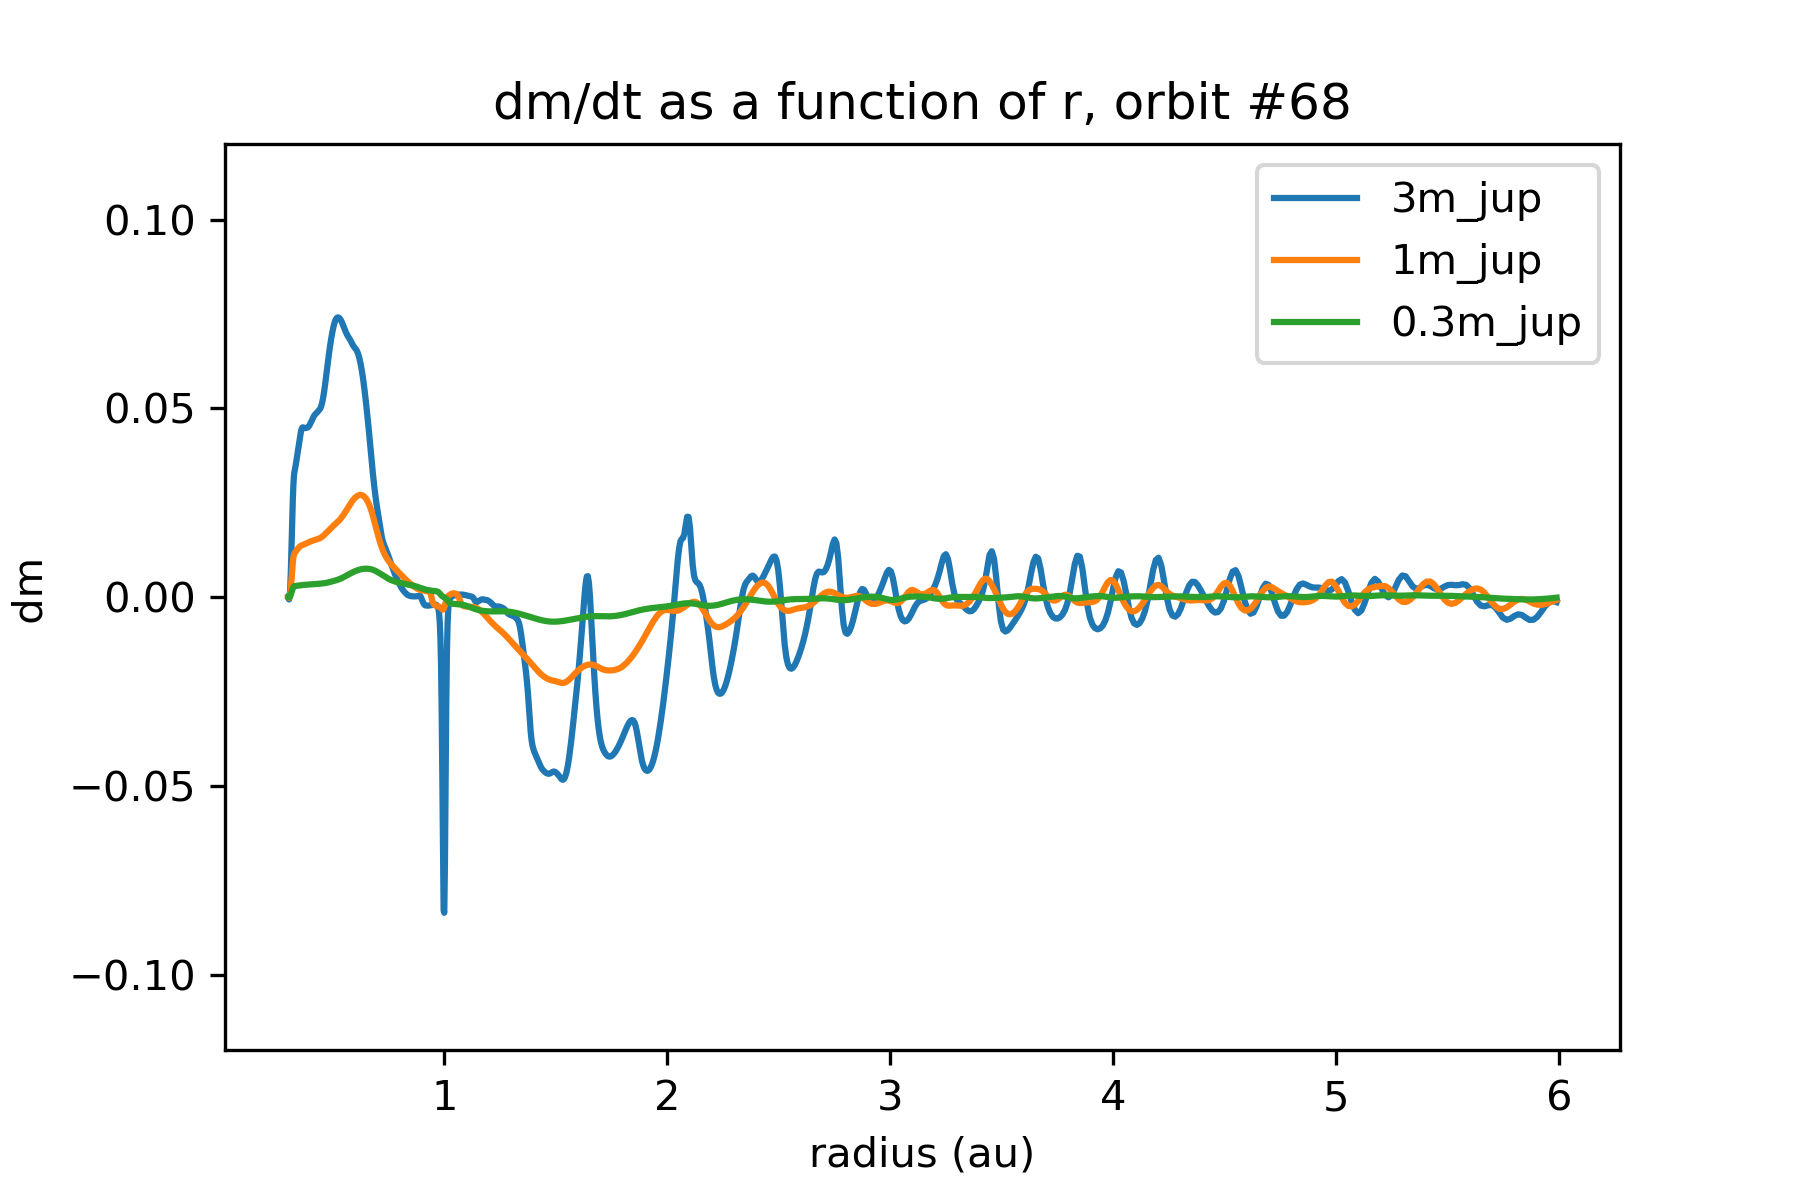 dm/dt as a function of r, orbit #68
3m_jup
1m_jup
0.3m_jup
0.10
0.05
0.00
−0.05
−0.10
dm
1 2 3 4 5 6
radius (au)